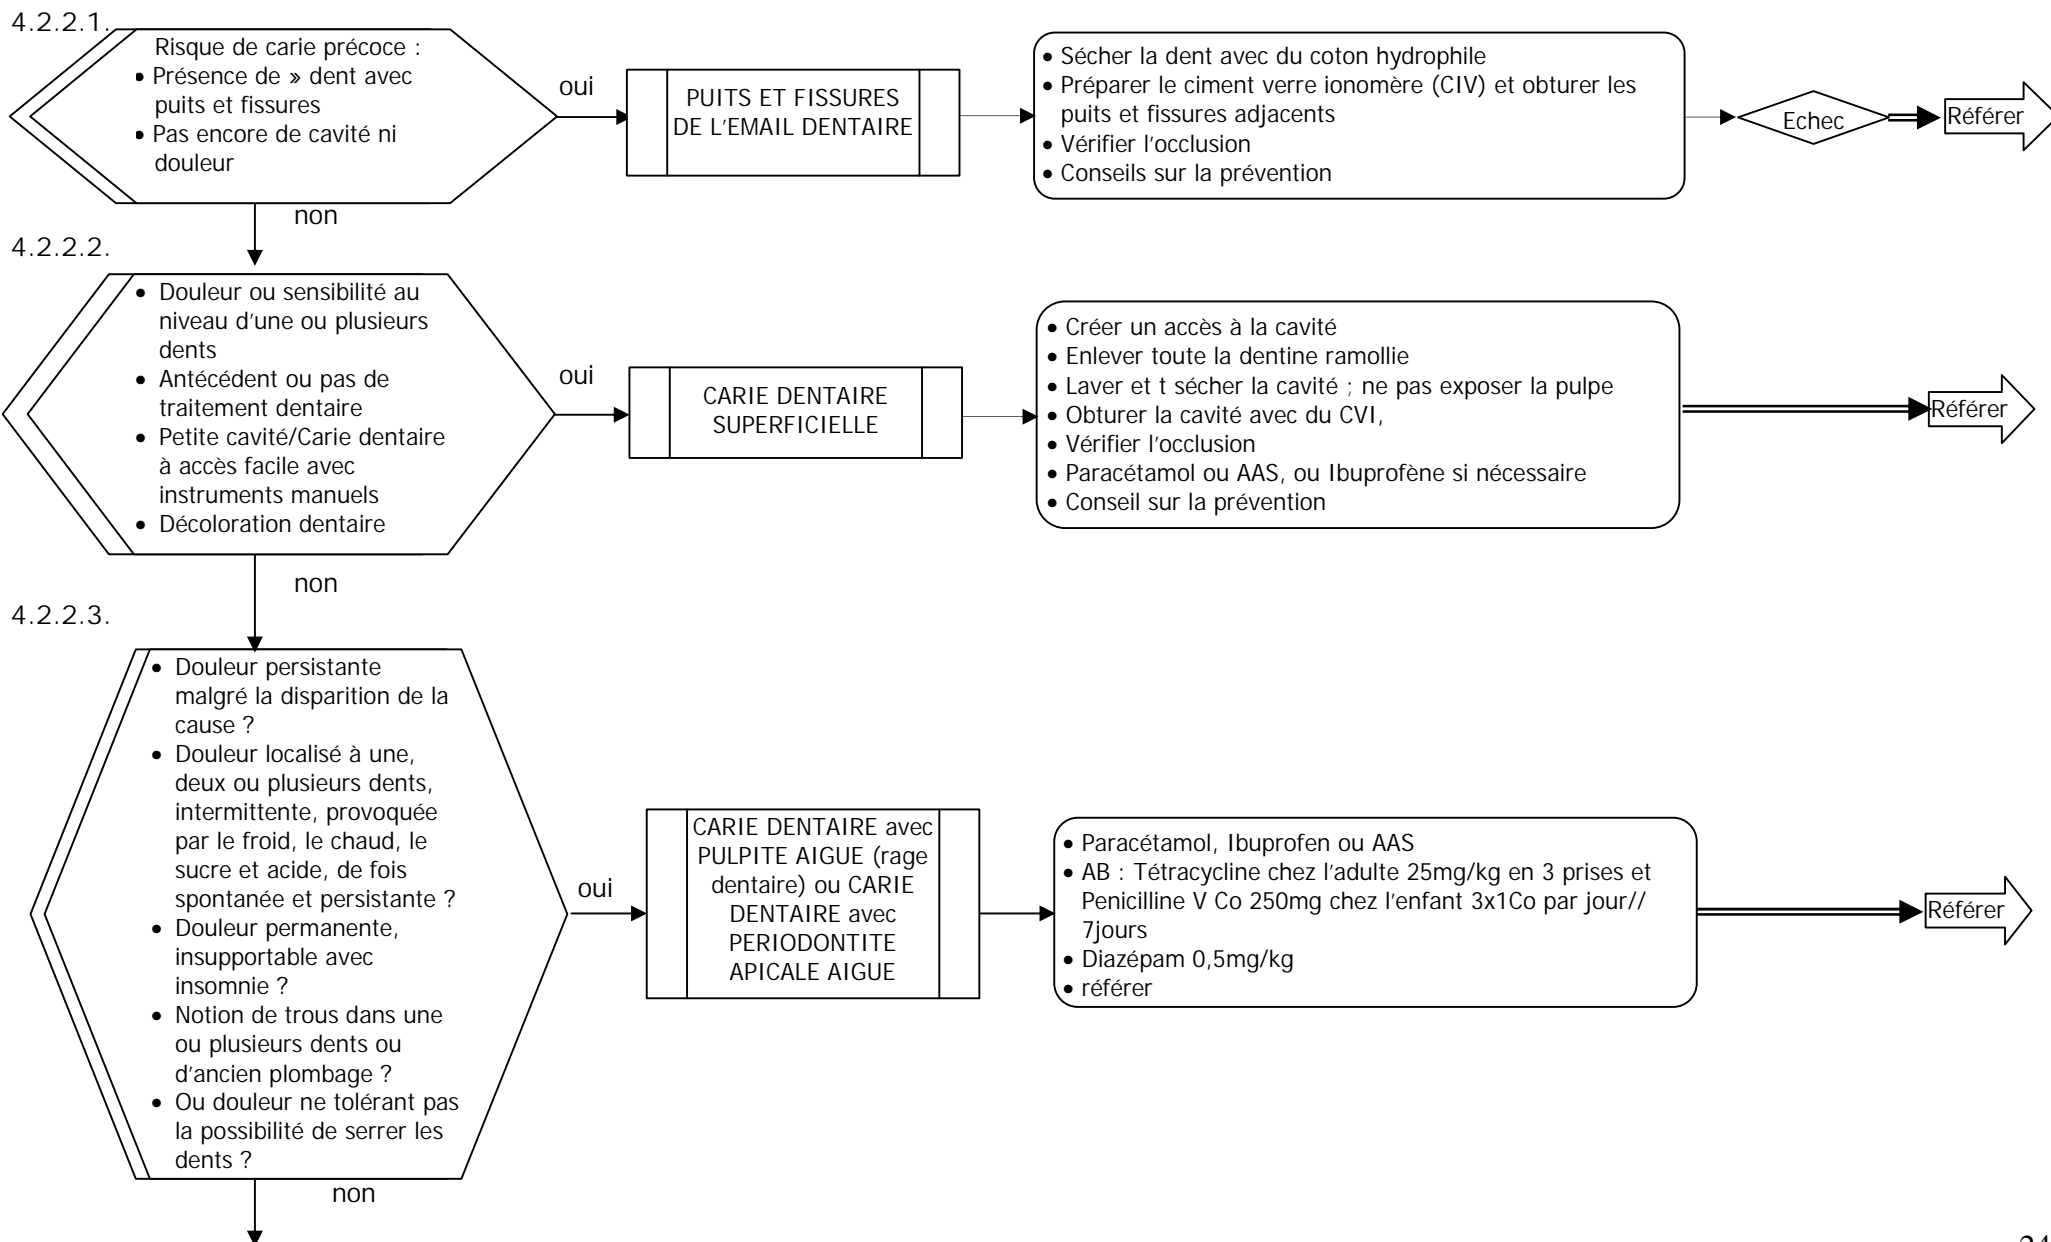 4.2.2.1.
Risque de carie précoce :
• Présence de » dent avec
puits et fissures
• Pas encore de cavité ni
douleur
oui
non
PUITS ET FISSURES
DE L'EMAIL DENTAIRE
• Sécher la dent avec du coton hydrophile
• Préparer le ciment verre ionomère (CIV) et obturer les
puits et fissures adjacents
• Vérifier l'occlusion
• Conseils sur la prévention
Echec
Référer
4.2.2.2.
• Douleur ou sensibilité au
niveau d'une ou plusieurs
dents
• Antécédent ou pas de
traitement dentaire
• Petite cavité/Carie dentaire
à accès facile avec
instruments manuels
• Décoloration dentaire
oui
non
CARIE DENTAIRE
SUPERFICIELLE
• Créer un accès à la cavité
• Enlever toute la dentine ramollie
• Laver et t sécher la cavité ; ne pas exposer la pulpe
• Obturer la cavité avec du CVI,
• Vérifier l'occlusion
• Paracétamol ou AAS, ou Ibuprofène si nécessaire
• Conseil sur la prévention
Référer
4.2.2.3.
• Douleur persistante
malgré la disparition de la
cause ?
• Douleur localisé à une,
deux ou plusieurs dents,
intermittente, provoquée
par le froid, le chaud, le
sucre et acide, de fois
spontanée et persistante ?
• Douleur permanente,
insupportable avec
insomnie ?
• Notion de trous dans une
ou plusieurs dents ou
d'ancien plombage ?
• Ou douleur ne tolérant pas
la possibilité de serrer les
dents ?
oui
non
CARIE DENTAIRE avec
PULPITE AIGUE (rage
dentaire) ou CARIE
DENTAIRE avec
PERIODONTITE
APICALE AIGUE
• Paracétamol, Ibuprofen ou AAS
• AB : Tétracycline chez l'adulte 25mg/kg en 3 prises et
Penicilline V Co 250mg chez l'enfant 3x1Co par jour//
7jours
• Diazépam 0,5mg/kg
• référer
Référer